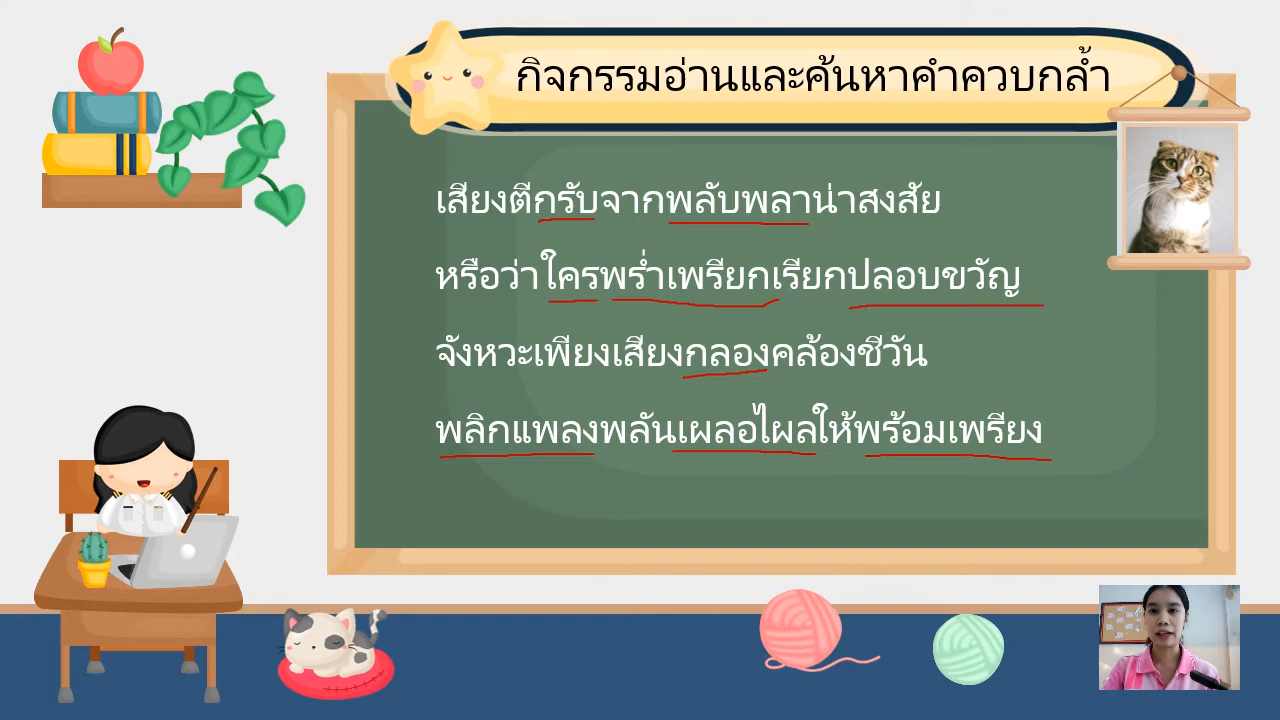 กิจกรรมอ่านและค้นหาคำควบกล้ำ
เสียงตีกรับจากพลับพลาน่าสงสัย
หรือว่าใครพร่ำเพรียกเรียกปลอบขวัญ
จังหวะเพียงเสียงกลองคล้องชีวัน
พลิกแพลงพลันเผลอไผลให้พร้อมเพรียง